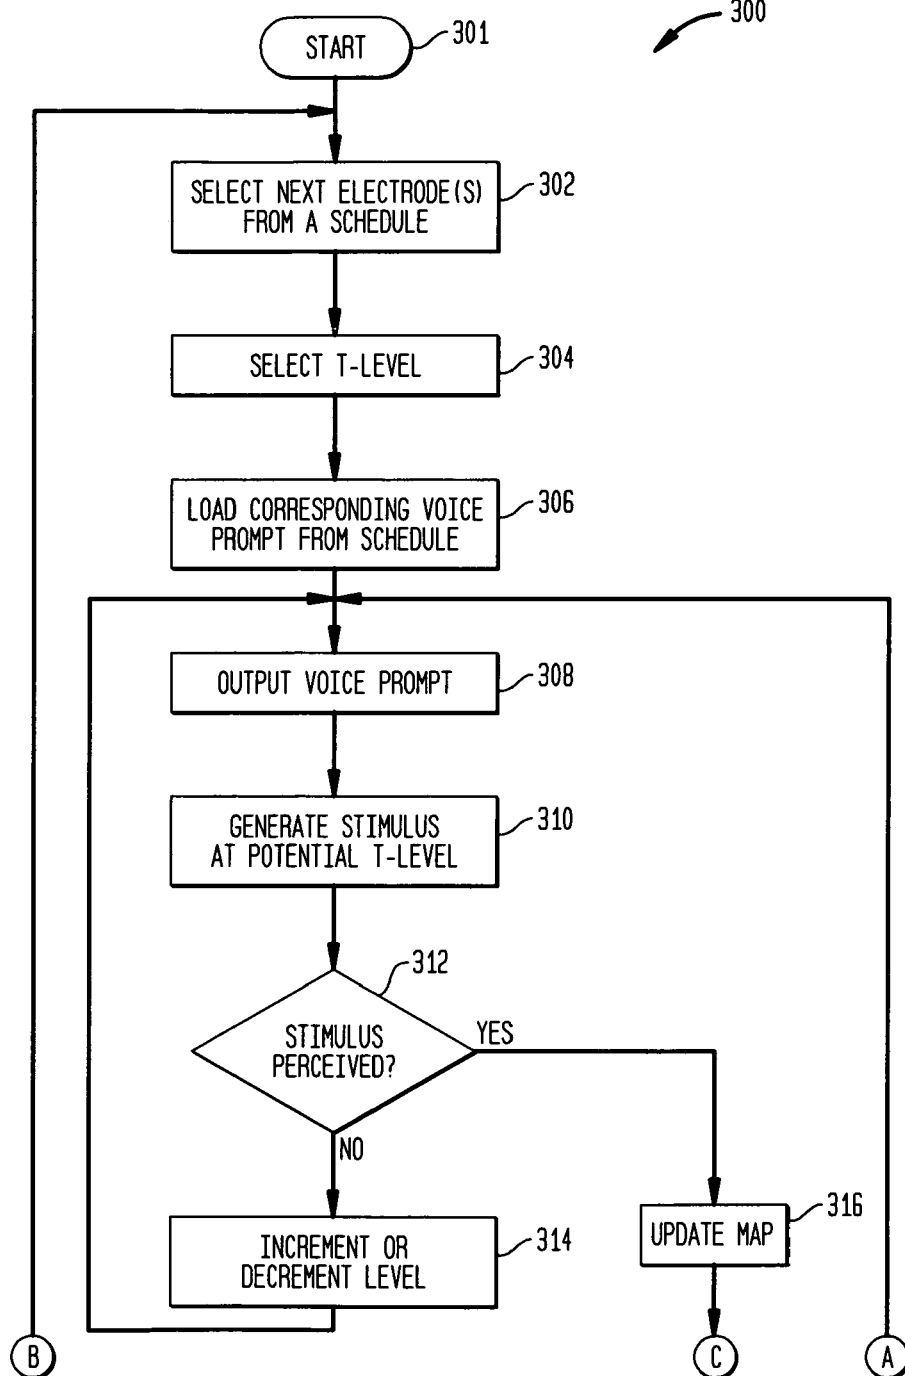 300
START
301
SELECT NEXT ELECTRODE(S)
FROM A SCHEDULE
302
SELECT T-LEVEL
304
LOAD CORRESPONDING VOICE
PROMPT FROM SCHEDULE
306
OUTPUT VOICE PROMPT
308
GENERATE STIMULUS
AT POTENTIAL T-LEVEL
310
312
STIMULUS
PERCEIVED?
YES
NO
INCREMENT OR
DECREMENT LEVEL
314
UPDATE MAP
316
B
C
A